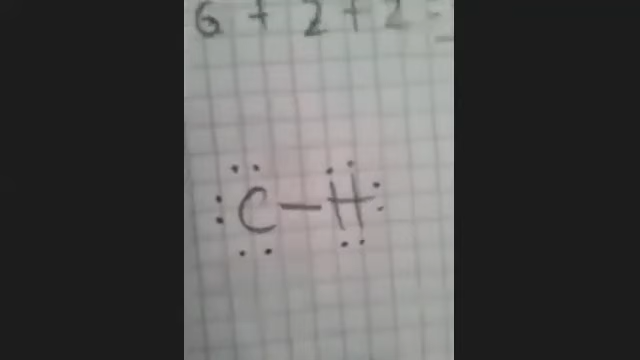 6 + 2 + 2 =
:C̤̈–Ḧ̤: